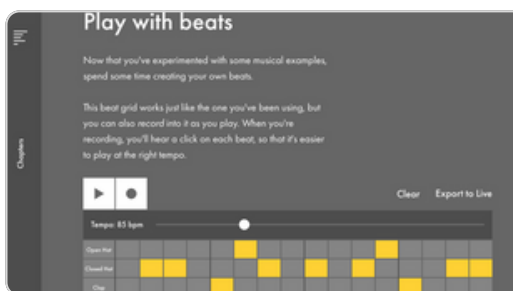 Play with beats
Now that you've experimented with some musical examples,
spend some time creating your own beats.
This beat grid works just like the one you've been using, but
you can also record into it as you play. When you're
recording, you'll hear a click on each beat, so that it's easier
to play at the right tempo.
Chapters
Clear Export to Live
Tempo: 85 bpm
Open Hat
Closed Hat
Clap